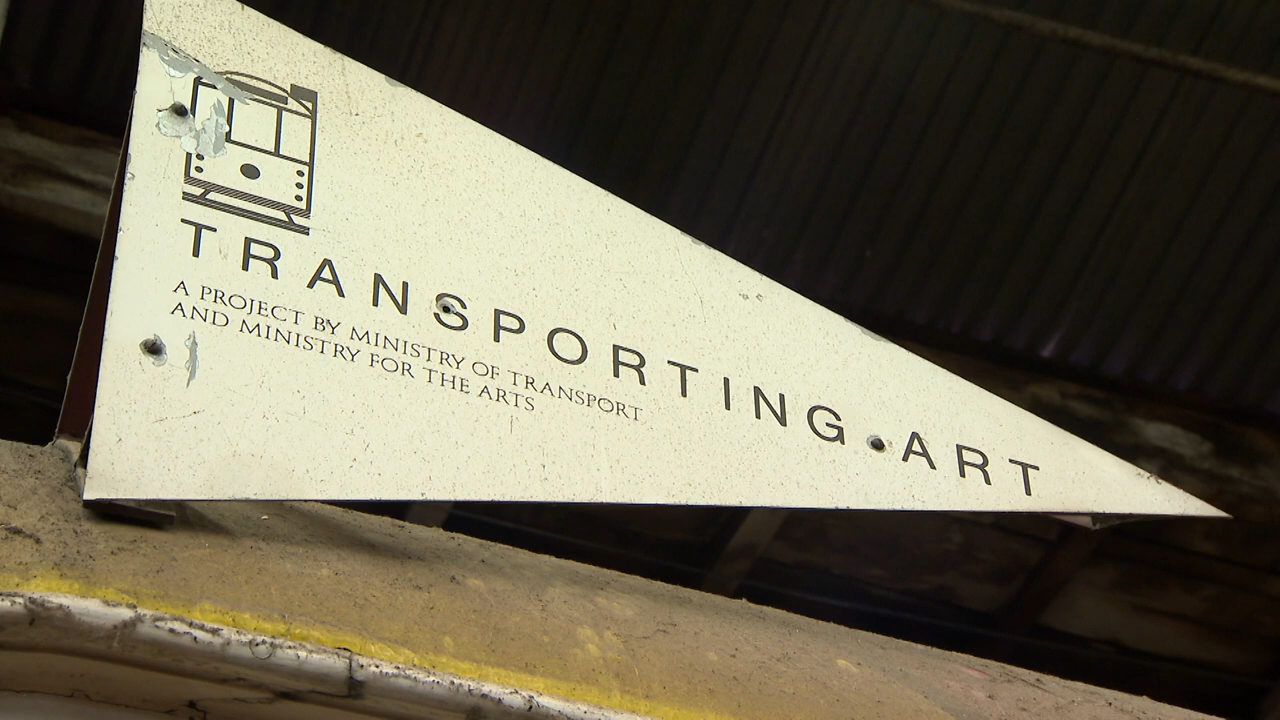 TRANSPORTING.ART
A PROJECT BY MINISTRY OF TRANSPORT
AND MINISTRY FOR THE ARTS